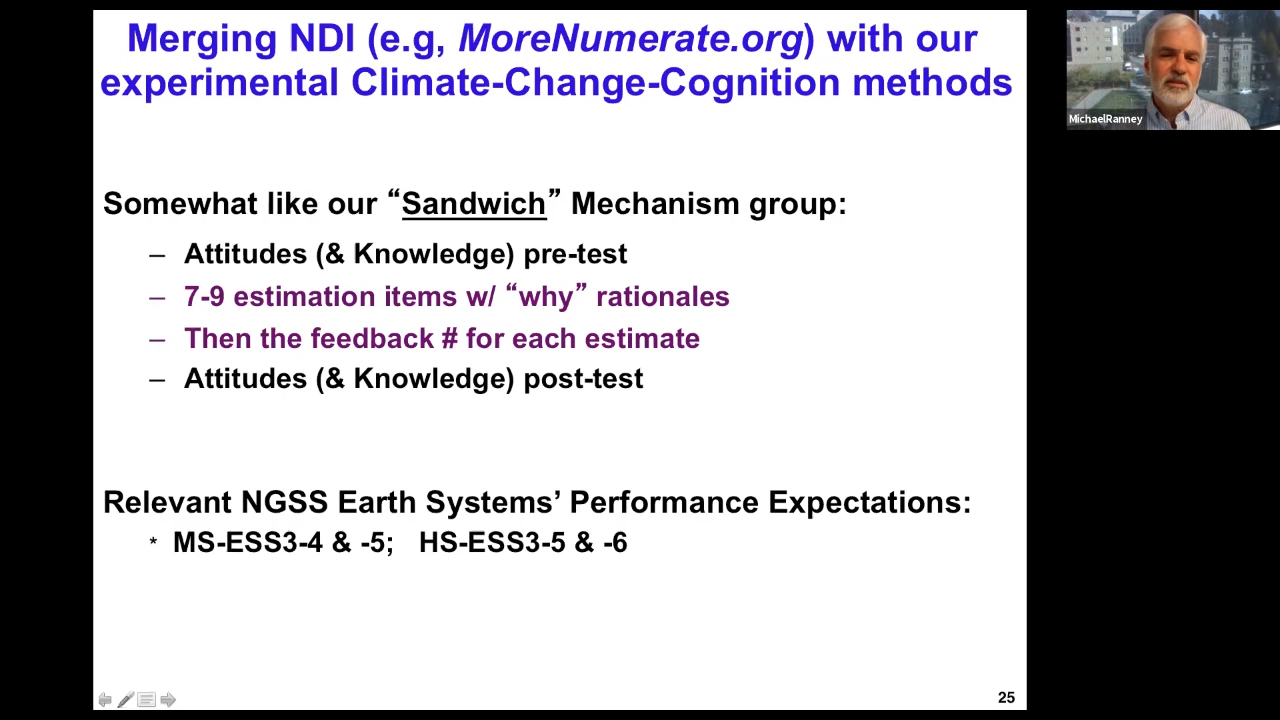 Merging NDI (e.g, MoreNumerate.org) with our
experimental Climate-Change-Cognition methods
MichaelRanney
Somewhat like our “Sandwich” Mechanism group:
– Attitudes (& Knowledge) pre-test
– 7-9 estimation items w/ “why” rationales
– Then the feedback # for each estimate
– Attitudes (& Knowledge) post-test
Relevant NGSS Earth Systems’ Performance Expectations:
* MS-ESS3-4 & -5; HS-ESS3-5 & -6
25